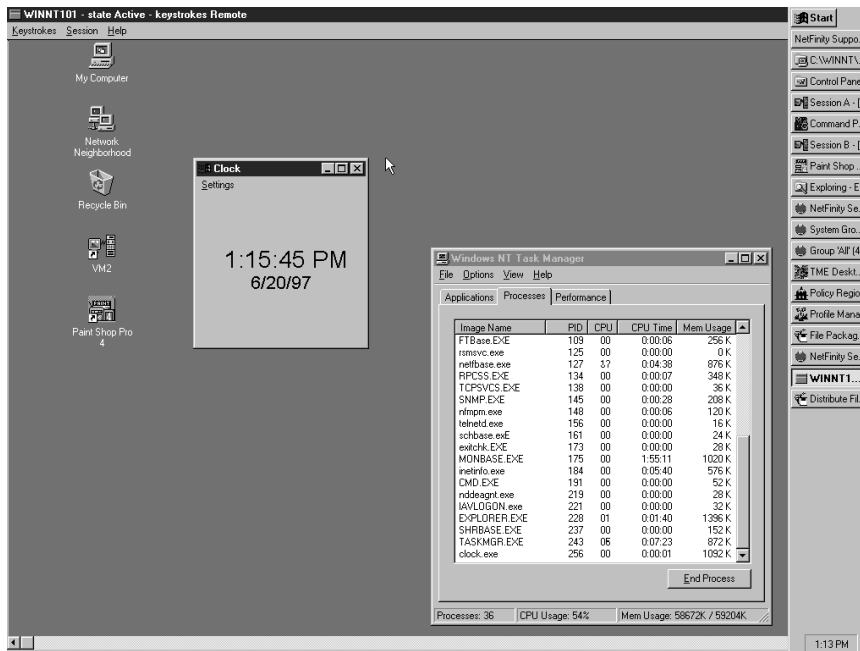 WINNT101 - state Active - keystrokes Remote
Keystrokes Session Help
My Computer
Network
Neighborhood
Recycle Bin
VM2
Paint Shop Pro
4
Clock
Settings
1:15:45 PM
6/20/97
Windows NT Task Manager
File Options View Help
Applications Processes Performance
Image Name PID CPU CPU Time Mem Usage
FTBase.EXE 109 00 0:00:06 256 K
rsmsvc.exe 125 00 0:00:00 0 K
netfbase.exe 127 0:04:38 876 K
RPCSS.EXE 134 00 0:00:07 348 K
TCPSVCS.EXE 138 00 0:00:00 36 K
SNMP.EXE 145 00 0:00:28 208 K
nfmpm.exe 148 00 0:00:06 120 K
telnetd.exe 156 00 0:00:00 16 K
schbase.exE 161 00 0:00:00 24 K
exitchk.EXE 173 00 0:00:00 28 K
MONBASE.EXE 175 00 1:55:11 1020 K
inetinfo.exe 184 00 0:05:40 576 K
CMD.EXE 191 00 0:00:00 52 K
nddeagnt.exe 219 00 0:00:00 28 K
IAVLOGON.exe 221 00 0:00:00 32 K
EXPLORER.EXE 228 01 0:01:40 1396 K
SHRBASE.EXE 237 00 0:00:00 152 K
TASKMGR.EXE 243 0:07:23 872 K
clock.exe 256 00 0:00:01 1092 K
End Process
Processes: 36 CPU Usage: 54% Mem Usage: 58672K / 59204K
Start
NetFinity Suppo.
C:\WINNT\.
Control Pane
Session A - [
Command P.
Session B - [
Paint Shop .
Exploring - E
NetFinity Se.
System Gro..
Group 'All' (4
TME Deskt.
Policy Regio
Profile Mana
File Packag.
NetFinity Se.
WINNT1...
Distribute Fil.
1:13 PM